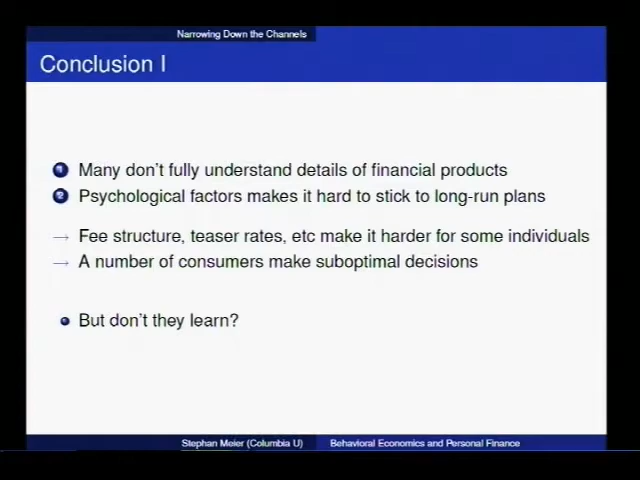 Narrowing Down the Channels
Conclusion I
1 Many don't fully understand details of financial products
2 Psychological factors makes it hard to stick to long-run plans
→ Fee structure, teaser rates, etc make it harder for some individuals
→ A number of consumers make suboptimal decisions
But don't they learn?
Stephan Meier (Columbia U) Behavioral Economics and Personal Finance